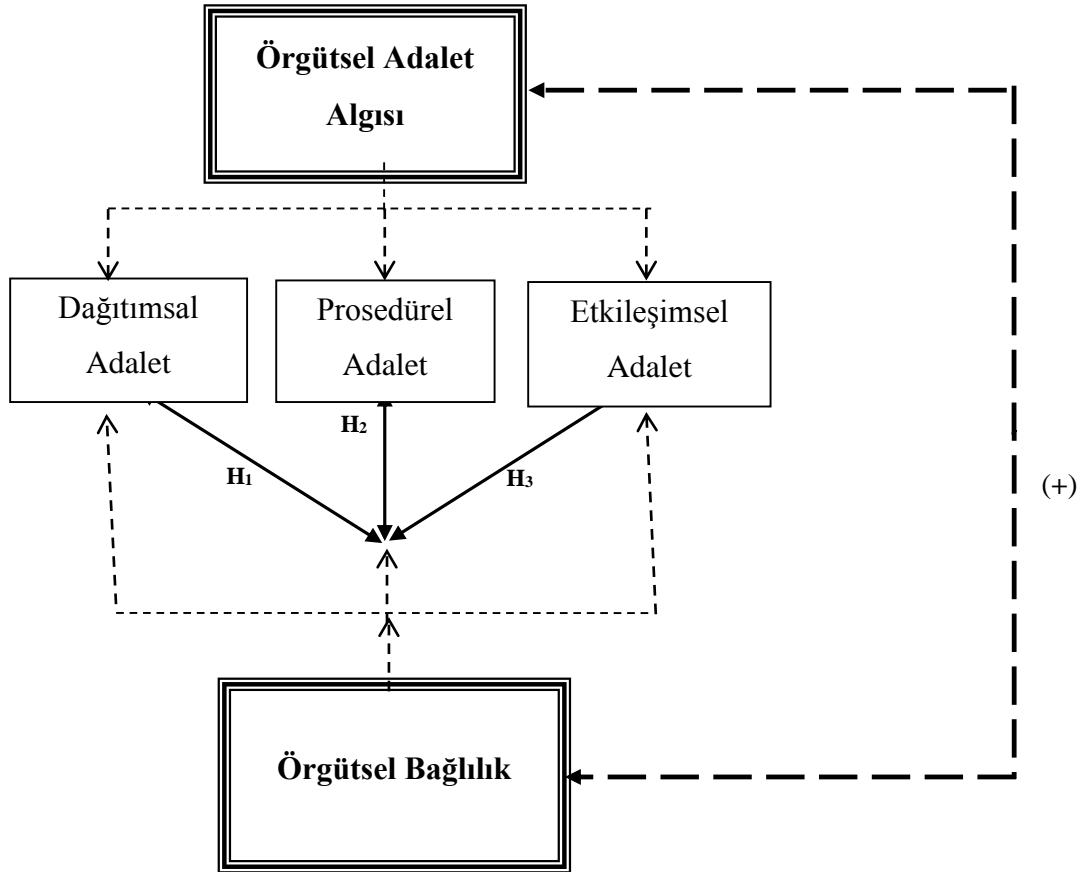 Örgütsel Adalet
Algısı
Dağıtımsal
Adalet
Prosedürel
Adalet
Etkileşimsel
Adalet
H2
H1
H3
(+)
Örgütsel Bağlılık